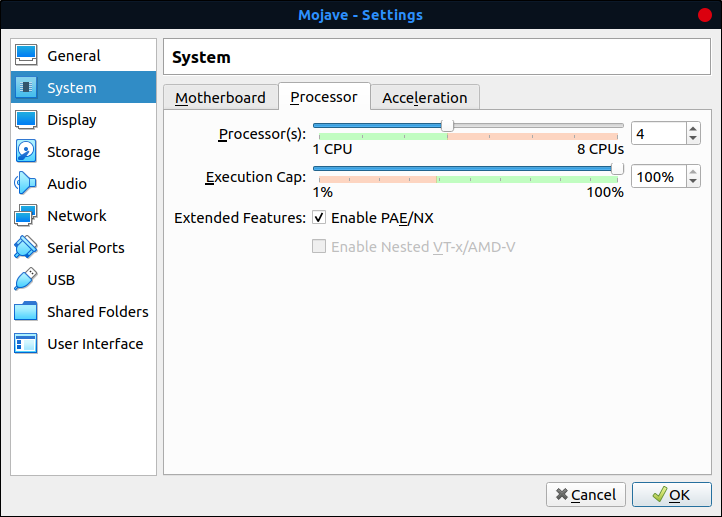 Mojave - Settings
General
System
Display
Storage
Audio
Network
Serial Ports
USB
Shared Folders
User Interface
System
Motherboard Processor Acceleration
Processor(s): 4
1 CPU 8 CPUs
Execution Cap: 100%
1% 100%
Extended Features: Enable PAE/NX
Enable Nested VT-x/AMD-V
Cancel OK